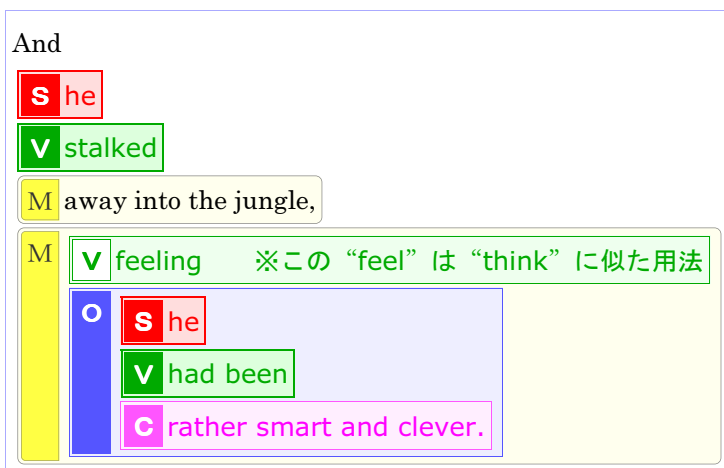 And
S he
V stalked
M away into the jungle,
M V feeling ※この“feel”は“think”に似た用法
O S he
V had been
C rather smart and clever.